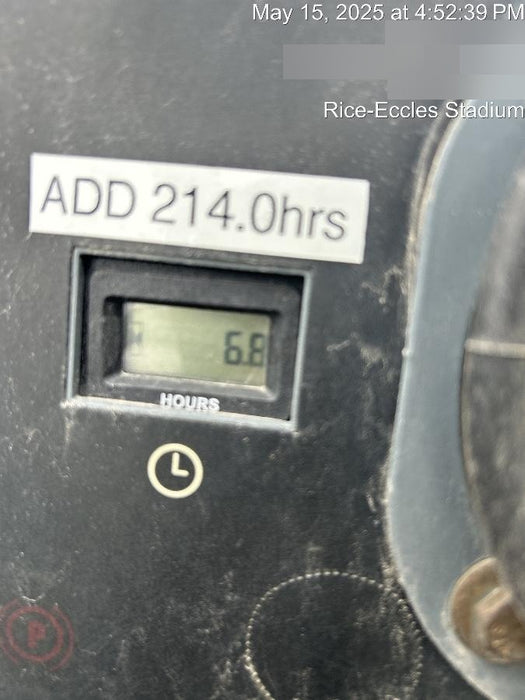 May 15, 2025 at 4:52:39 PM
Rice-Eccles Stadium
ADD 214.0hrs
6.8
HOURS
P